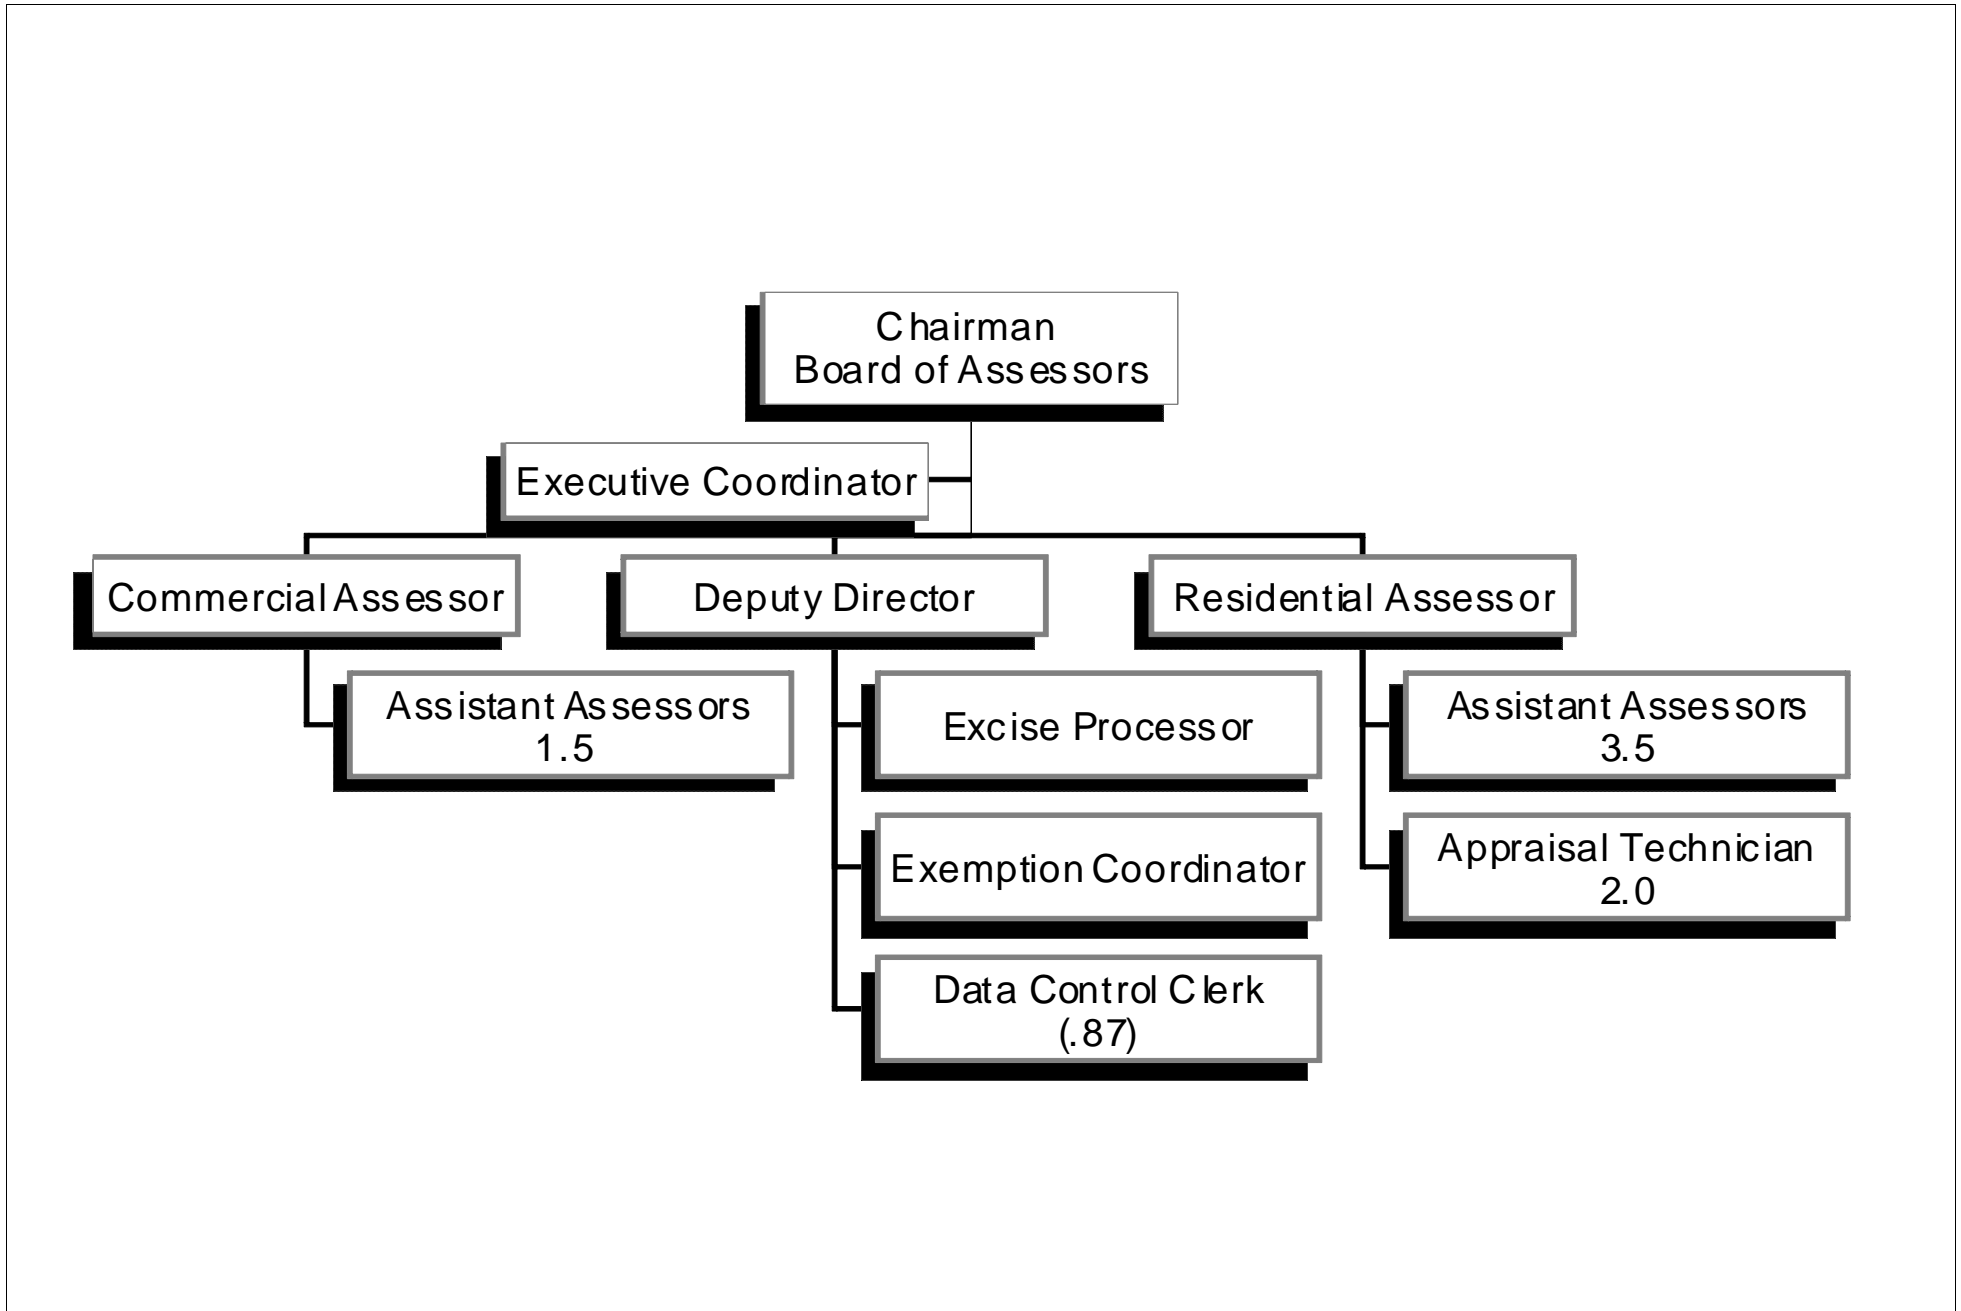 Chairman
Board of Assessors
Executive Coordinator
Commercial Assessor
Deputy Director
Residential Assessor
Assistant Assessors
1.5
Excise Processor
Assistant Assessors
3.5
Exemption Coordinator
Appraisal Technician
2.0
Data Control Clerk
(.87)